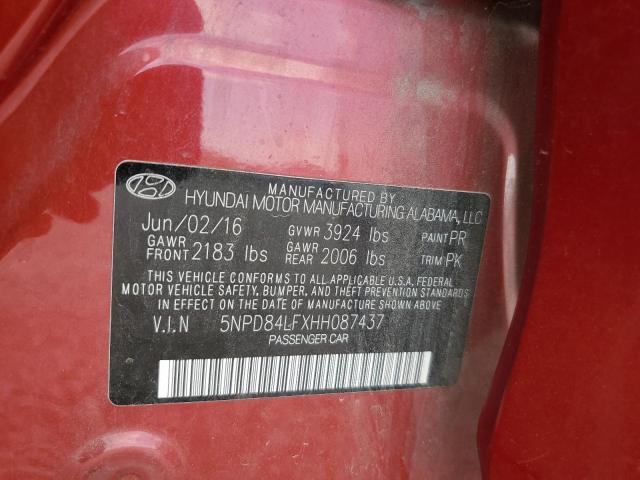 MANUFACTURED BY
HYUNDAI MOTOR MANUFACTURING ALABAMA, LLC
Jun/02/16 GVWR 3924 lbs PAINT PR
GAWR FRONT 2183 lbs GAWR REAR 2006 lbs TRIM PK
THIS VEHICLE CONFORMS TO ALL APPLICABLE U.S.A. FEDERAL
MOTOR VEHICLE SAFETY, BUMPER, AND THEFT PREVENTION STANDARDS
IN EFFECT ON THE DATE OF MANUFACTURE SHOWN ABOVE.
V.I.N 5NPD84LFXHH087437
PASSENGER CAR